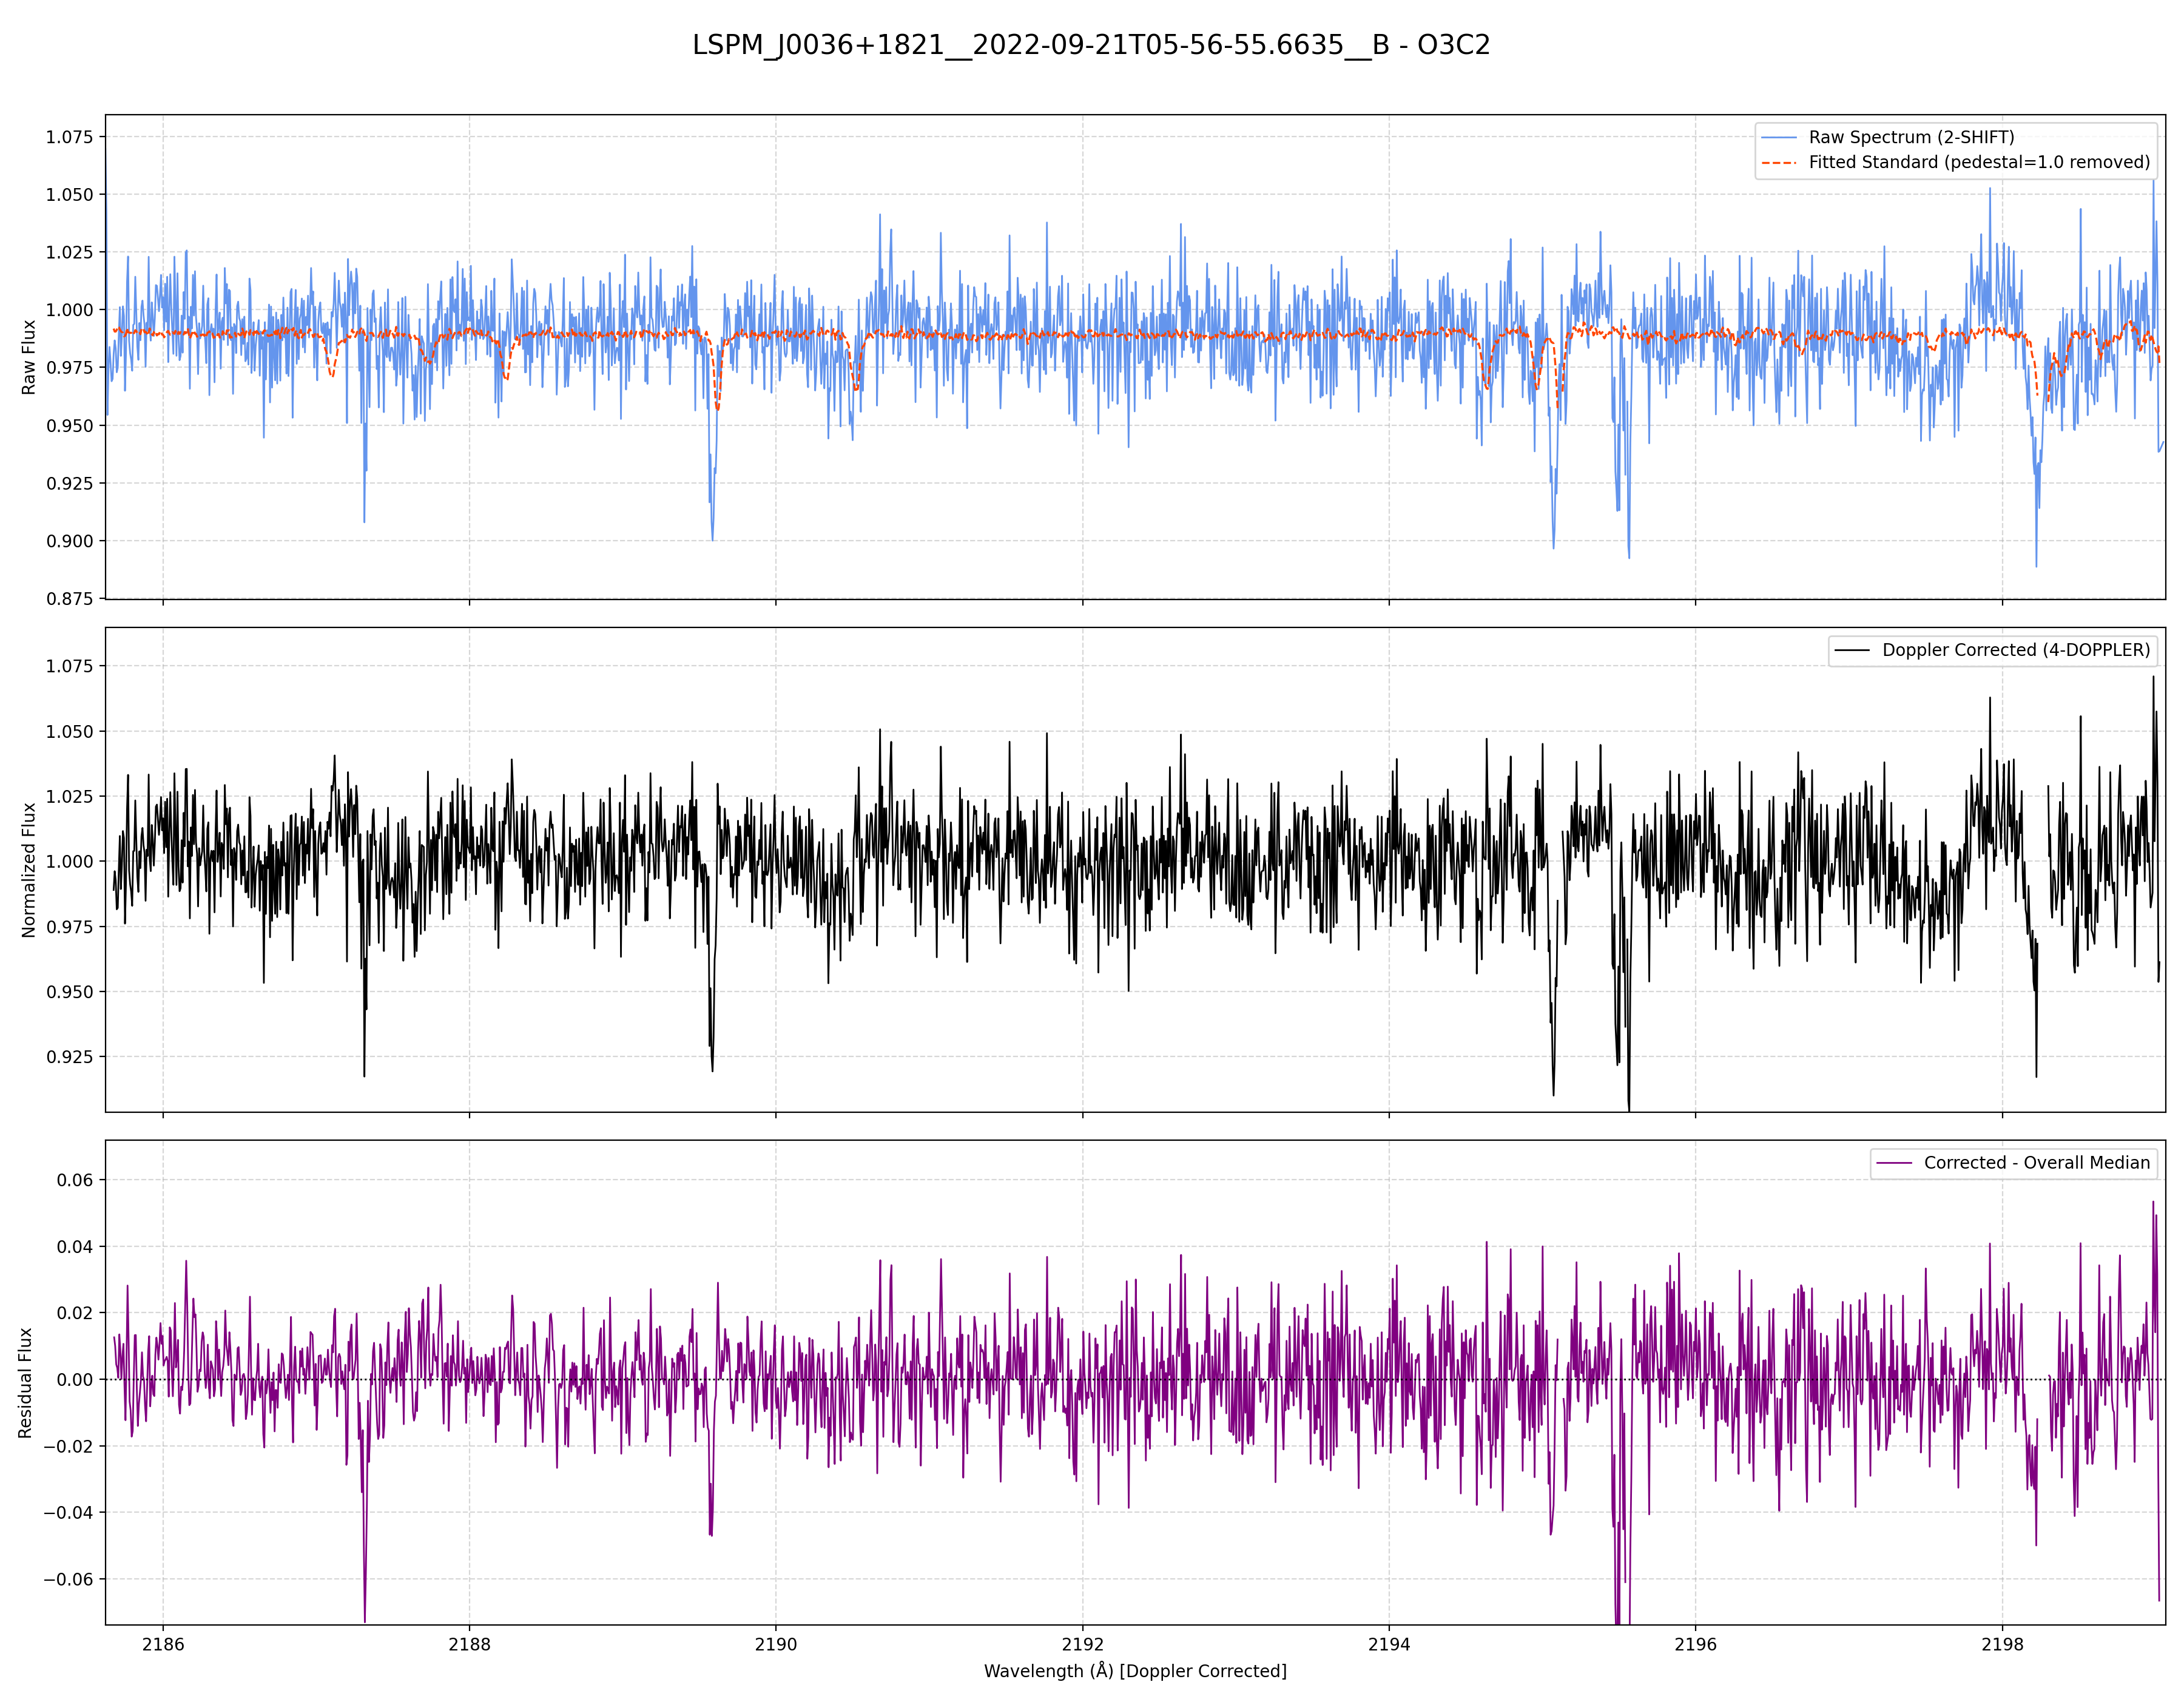 LSPM_J0036+1821__2022-09-21T05-56-55.6635__B - O3C2
Raw Flux
1.075
1.050
1.025
1.000
0.975
0.950
0.925
0.900
0.875
Raw Spectrum (2-SHIFT)
Fitted Standard (pedestal=1.0 removed)
Normalized Flux
1.075
1.050
1.025
1.000
0.975
0.950
0.925
Doppler Corrected (4-DOPPLER)
Residual Flux
0.06
0.04
0.02
0.00
−0.02
−0.04
−0.06
Corrected - Overall Median
2186 2188 2190 2192 2194 2196 2198
Wavelength (Å) [Doppler Corrected]